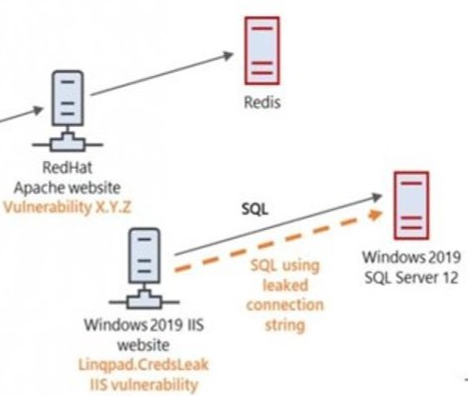 Redis
RedHat
Apache website
Vulnerability X.Y.Z
SQL
Windows 2019
SQL Server 12
SQL using
leaked
connection
string
Windows 2019 IIS
website
Linqpad.CredsLeak
IIS vulnerability